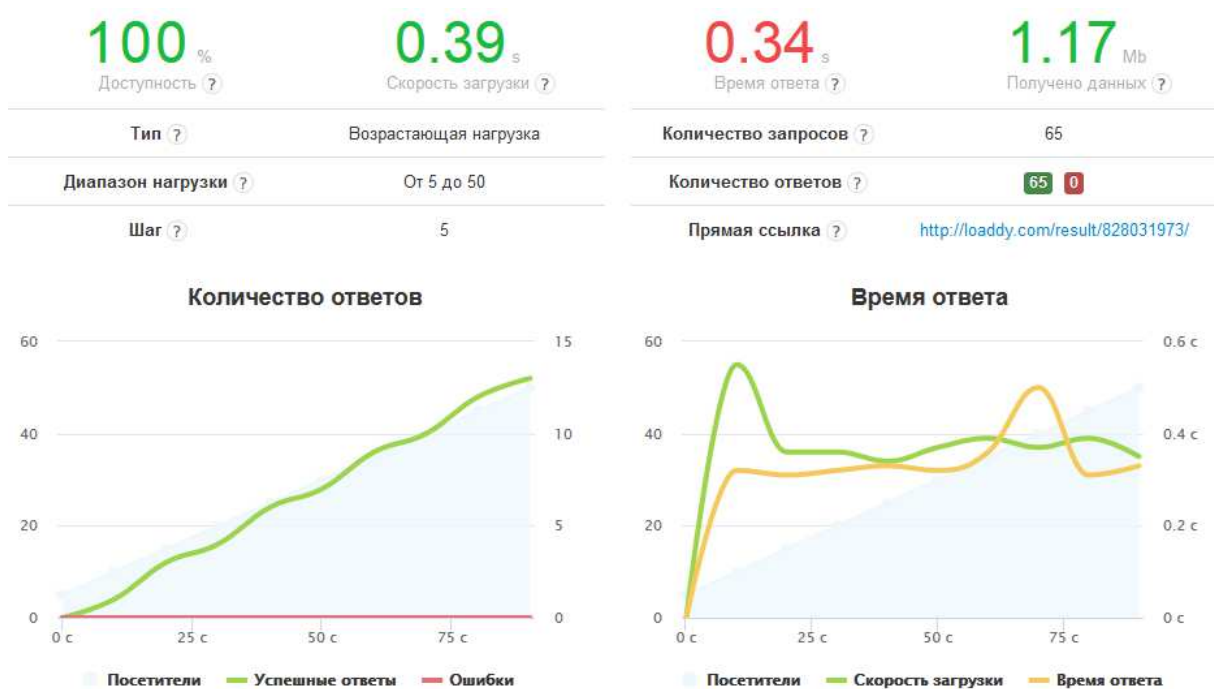 100 % 0.39 s 0.34 s 1.17 Mb
Доступность ? Скорость загрузки ? Время ответа ? Получено данных ?
Тип ? Возрастающая нагрузка Количество запросов ? 65
Диапазон нагрузки ? От 5 до 50 Количество ответов ? 65 0
Шаг ? 5 Прямая ссылка ? http://loaddy.com/result/828031973/
Количество ответов
60 15
40 10
20 5
0 0
0 с 25 с 50 с 75 с
Посетители Успешные ответы Ошибки
Время ответа
60 0.6 с
40 0.4 с
20 0.2 с
0 0 с
0 с 25 с 50 с 75 с
Посетители Скорость загрузки Время ответа